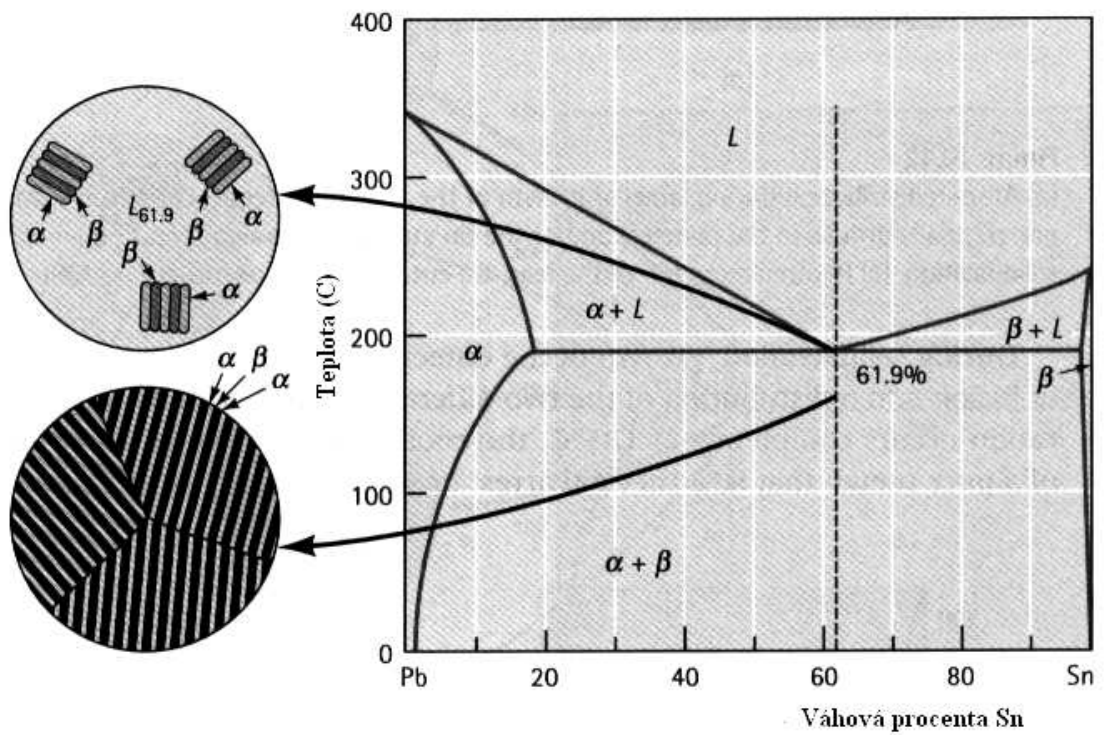 α
β
L61.9
β
α
β
α
α
β
α
Teplota (C)
400
300
200
100
0
L
α + L
α
β + L
61.9%
β
α + β
Pb
20
40
60
80
Sn
Váhová procenta Sn